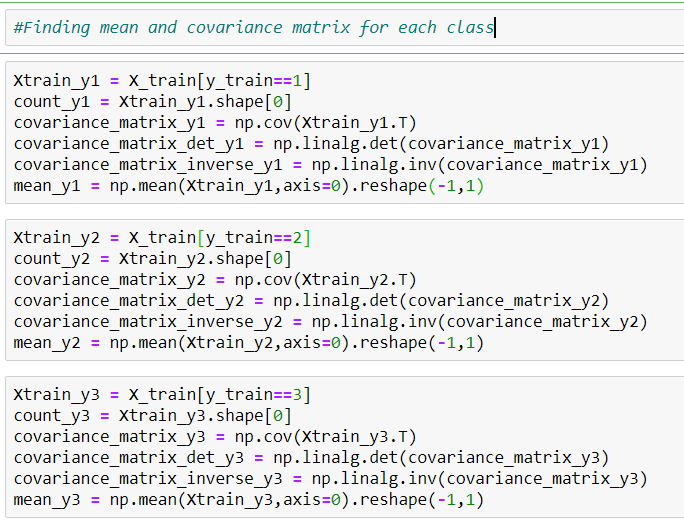 #Finding mean and covariance matrix for each class
Xtrain_y1 = X_train[y_train==1]
count_y1 = Xtrain_y1.shape[0]
covariance_matrix_y1 = np.cov(Xtrain_y1.T)
covariance_matrix_det_y1 = np.linalg.det(covariance_matrix_y1)
covariance_matrix_inverse_y1 = np.linalg.inv(covariance_matrix_y1)
mean_y1 = np.mean(Xtrain_y1,axis=0).reshape(-1,1)
Xtrain_y2 = X_train[y_train==2]
count_y2 = Xtrain_y2.shape[0]
covariance_matrix_y2 = np.cov(Xtrain_y2.T)
covariance_matrix_det_y2 = np.linalg.det(covariance_matrix_y2)
covariance_matrix_inverse_y2 = np.linalg.inv(covariance_matrix_y2)
mean_y2 = np.mean(Xtrain_y2,axis=0).reshape(-1,1)
Xtrain_y3 = X_train[y_train==3]
count_y3 = Xtrain_y3.shape[0]
covariance_matrix_y3 = np.cov(Xtrain_y3.T)
covariance_matrix_det_y3 = np.linalg.det(covariance_matrix_y3)
covariance_matrix_inverse_y3 = np.linalg.inv(covariance_matrix_y3)
mean_y3 = np.mean(Xtrain_y3,axis=0).reshape(-1,1)